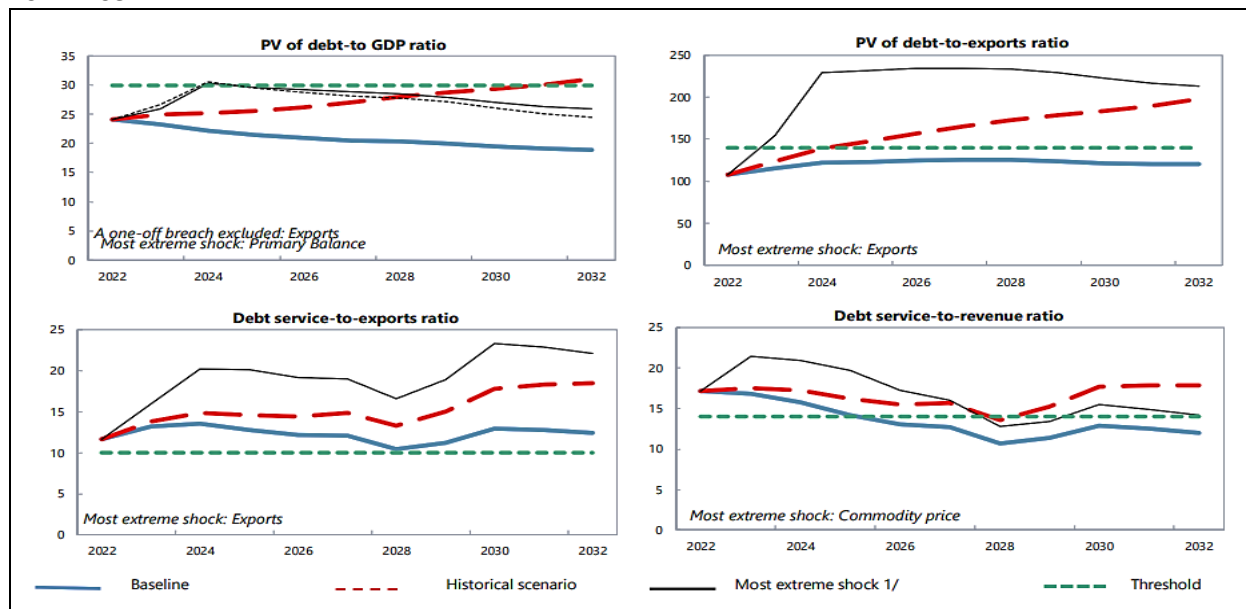 PV of debt-to GDP ratio
35
30
25
20
15
10
5
0
A one-off breach excluded: Exports
Most extreme shock: Primary Balance
2022 2024 2026 2028 2030 2032
PV of debt-to-exports ratio
250
200
150
100
50
0
Most extreme shock: Exports
2022 2024 2026 2028 2030 2032
Debt service-to-exports ratio
25
20
15
10
5
0
Most extreme shock: Exports
2022 2024 2026 2028 2030 2032
Debt service-to-revenue ratio
25
20
15
10
5
0
Most extreme shock: Commodity price
2022 2024 2026 2028 2030 2032
Baseline Historical scenario Most extreme shock 1/ Threshold